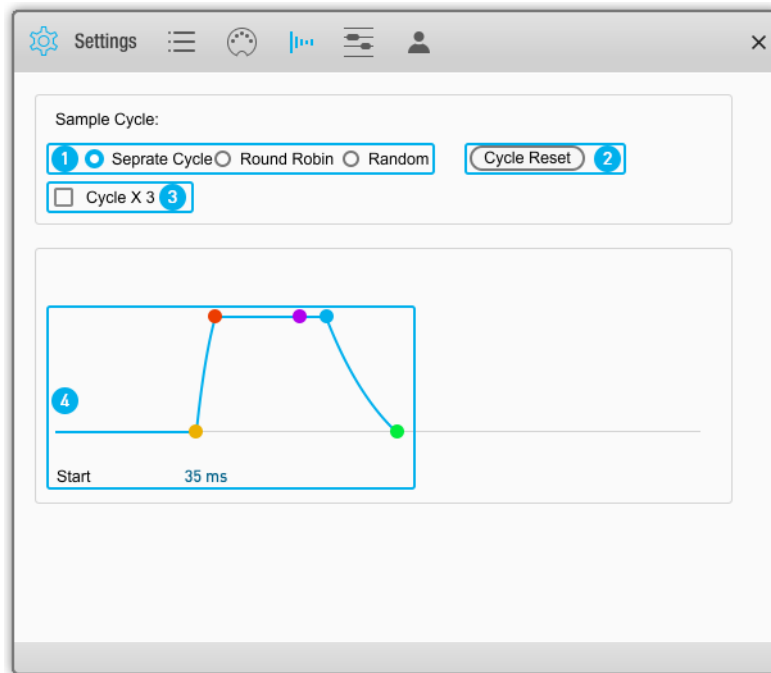 Settings
Sample Cycle:
1 Seprate Cycle Round Robin Random Cycle Reset 2
Cycle X 3 3
4
Start 35 ms